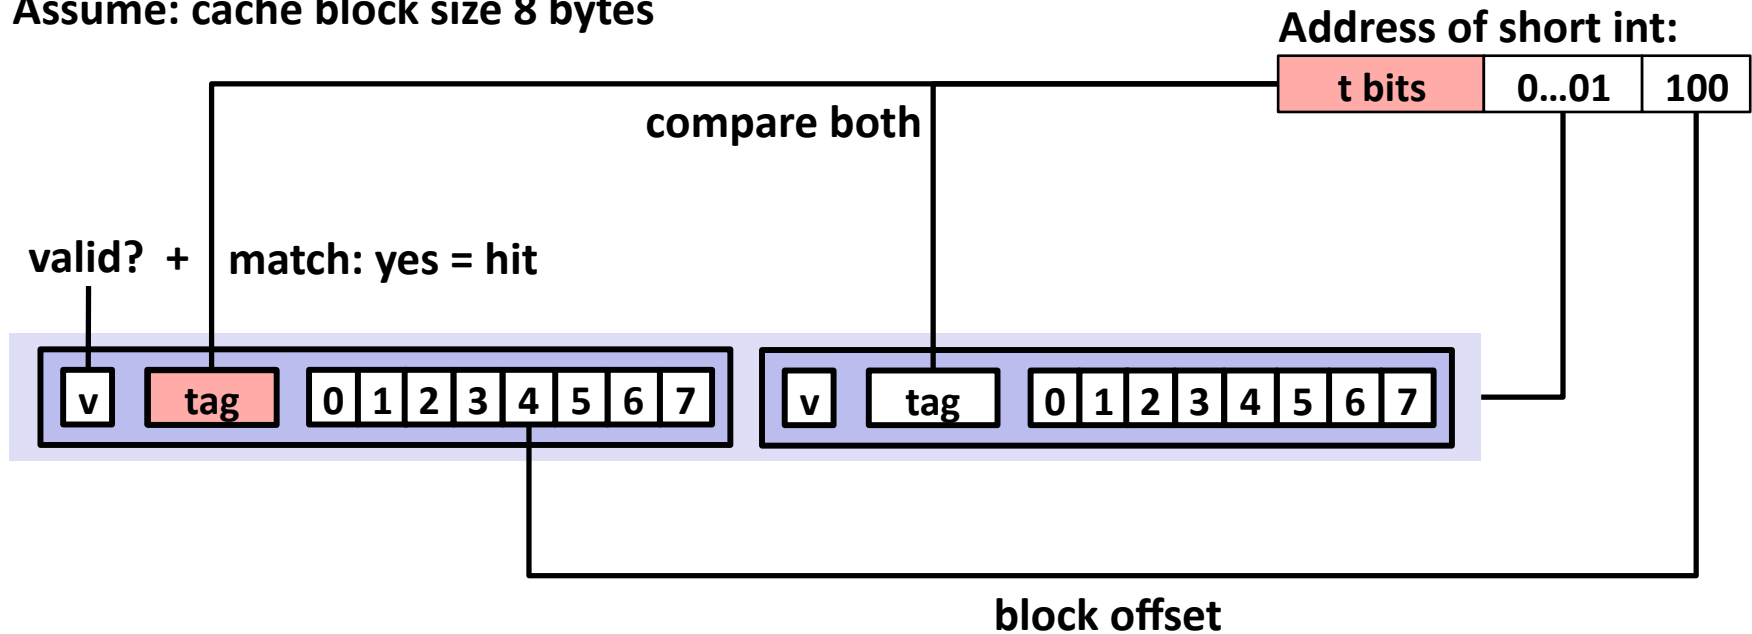 Assume: cache block size 8 bytes
Address of short int:
t bits 0...01 100
compare both
valid? + match: yes = hit
v tag 0 1 2 3 4 5 6 7 v tag 0 1 2 3 4 5 6 7
block offset